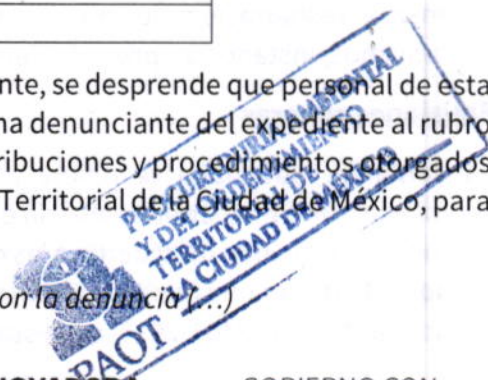 nte, se desprende que personal de esta
na denunciante del expediente al rubro
ribuciones y procedimientos otorgados
Territorial de la Ciudad de México, para
on la denuncia (...)
PROCURADURÍA AMBIENTAL
Y DEL ORDENAMIENTO
TERRITORIAL DE
LA CIUDAD DE MÉXICO
PAOT
GOBIERNO CON